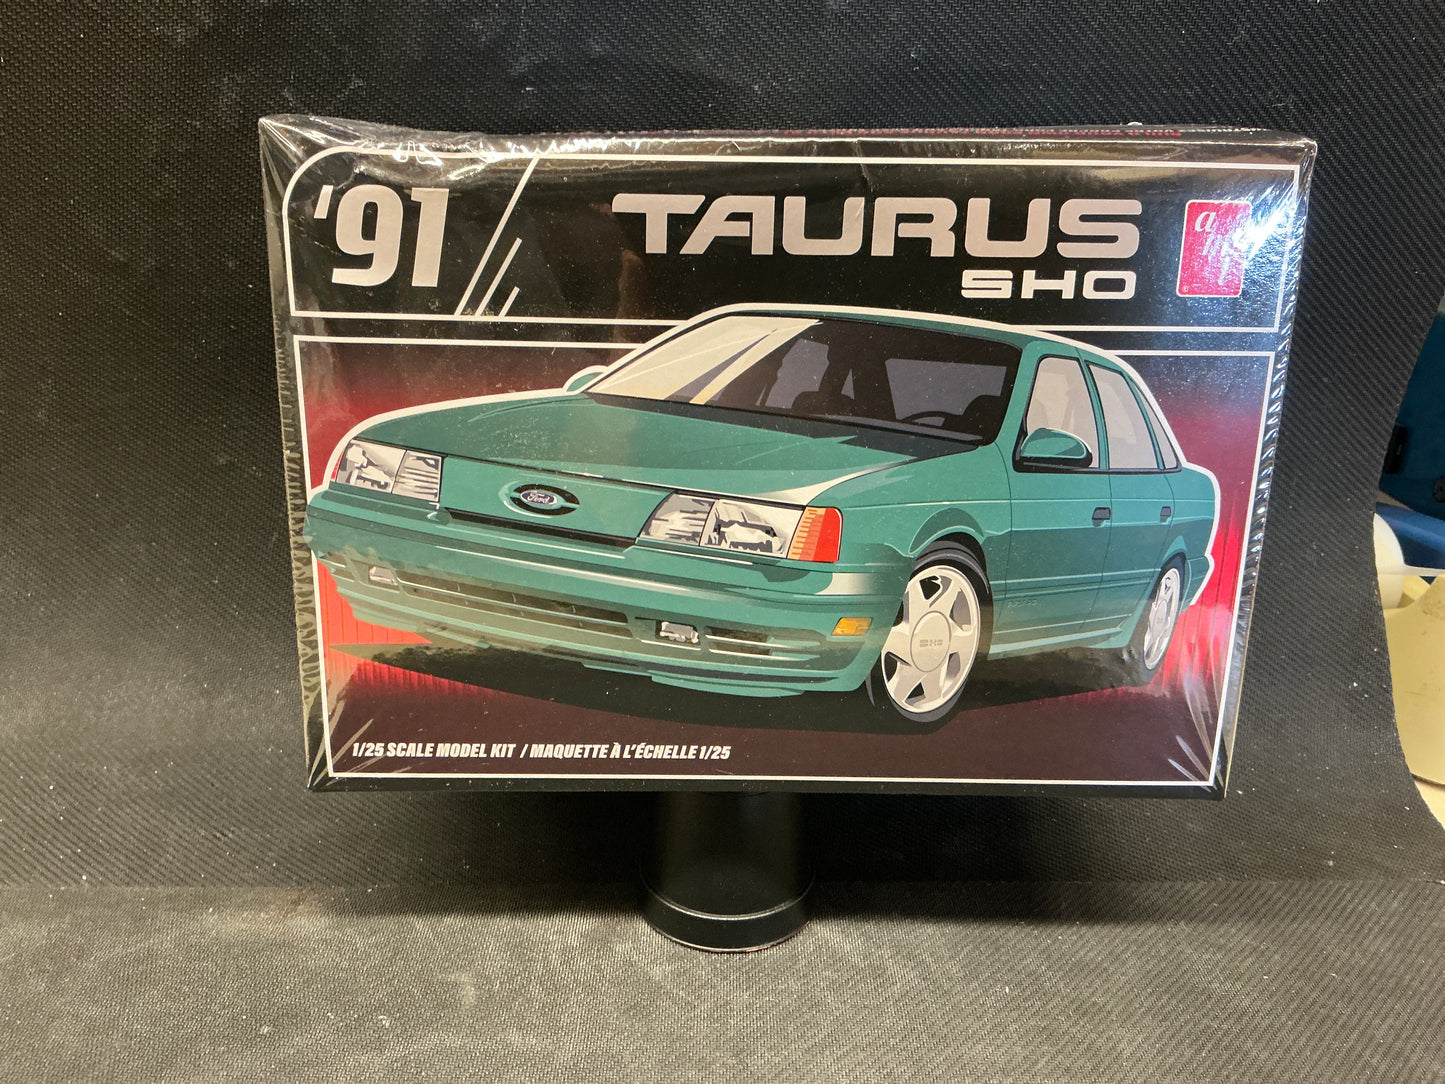 '91
TAURUS
SHO
amt
Ford
SHO
1/25 SCALE MODEL KIT / MAQUETTE À L'ÉCHELLE 1/25